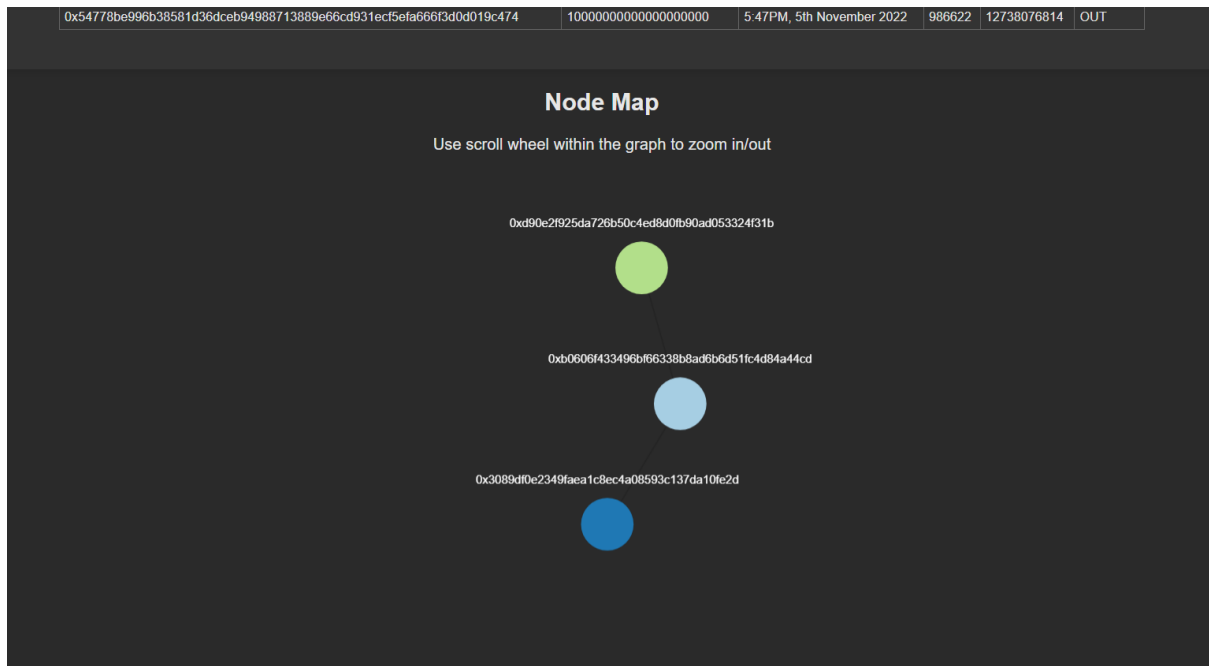 0x54778be996b38581d36dceb94988713889e66cd931ecf5efa666f3d0d019c474 10000000000000000000 5:47PM, 5th November 2022 986622 12738076814 OUT
Node Map
Use scroll wheel within the graph to zoom in/out
0xd90e2f925da726b50c4ed8d0fb90ad053324f31b
0xb0606f433496bf66338b8ad6b6d51fc4d84a44cd
0x3089df0e2349faea1c8ec4a08593c137da10fe2d